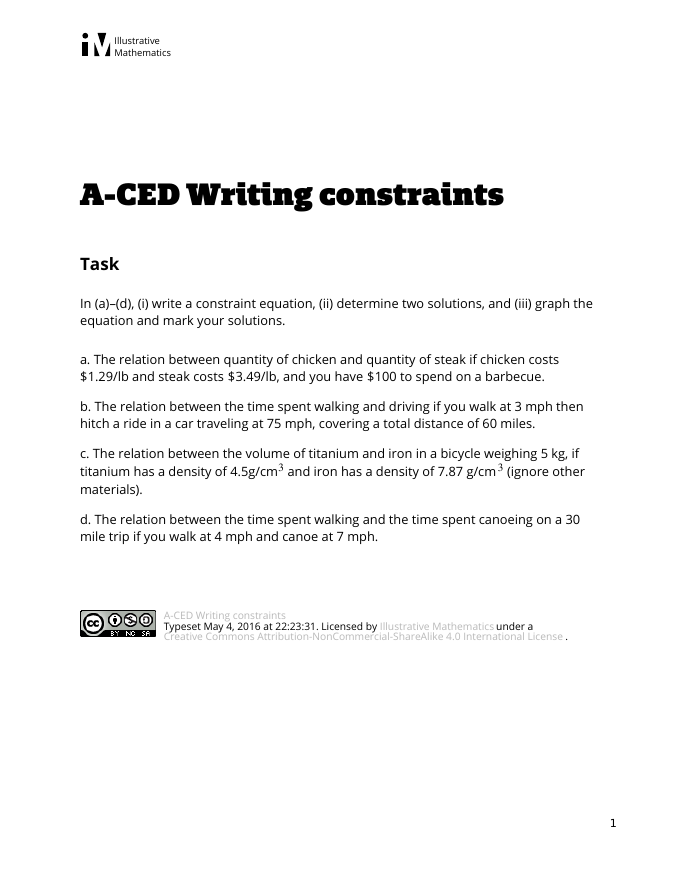 Illustrative
Mathematics
A-CED Writing constraints
Task
In (a)–(d), (i) write a constraint equation, (ii) determine two solutions, and (iii) graph the
equation and mark your solutions.
a. The relation between quantity of chicken and quantity of steak if chicken costs
$1.29/lb and steak costs $3.49/lb, and you have $100 to spend on a barbecue.
b. The relation between the time spent walking and driving if you walk at 3 mph then
hitch a ride in a car traveling at 75 mph, covering a total distance of 60 miles.
c. The relation between the volume of titanium and iron in a bicycle weighing 5 kg, if
titanium has a density of 4.5g/cm³ and iron has a density of 7.87 g/cm³ (ignore other
materials).
d. The relation between the time spent walking and the time spent canoeing on a 30
mile trip if you walk at 4 mph and canoe at 7 mph.
cc BY NC SA
A-CED Writing constraints
Typeset May 4, 2016 at 22:23:31. Licensed by Illustrative Mathematics under a
Creative Commons Attribution-NonCommercial-ShareAlike 4.0 International License .
1